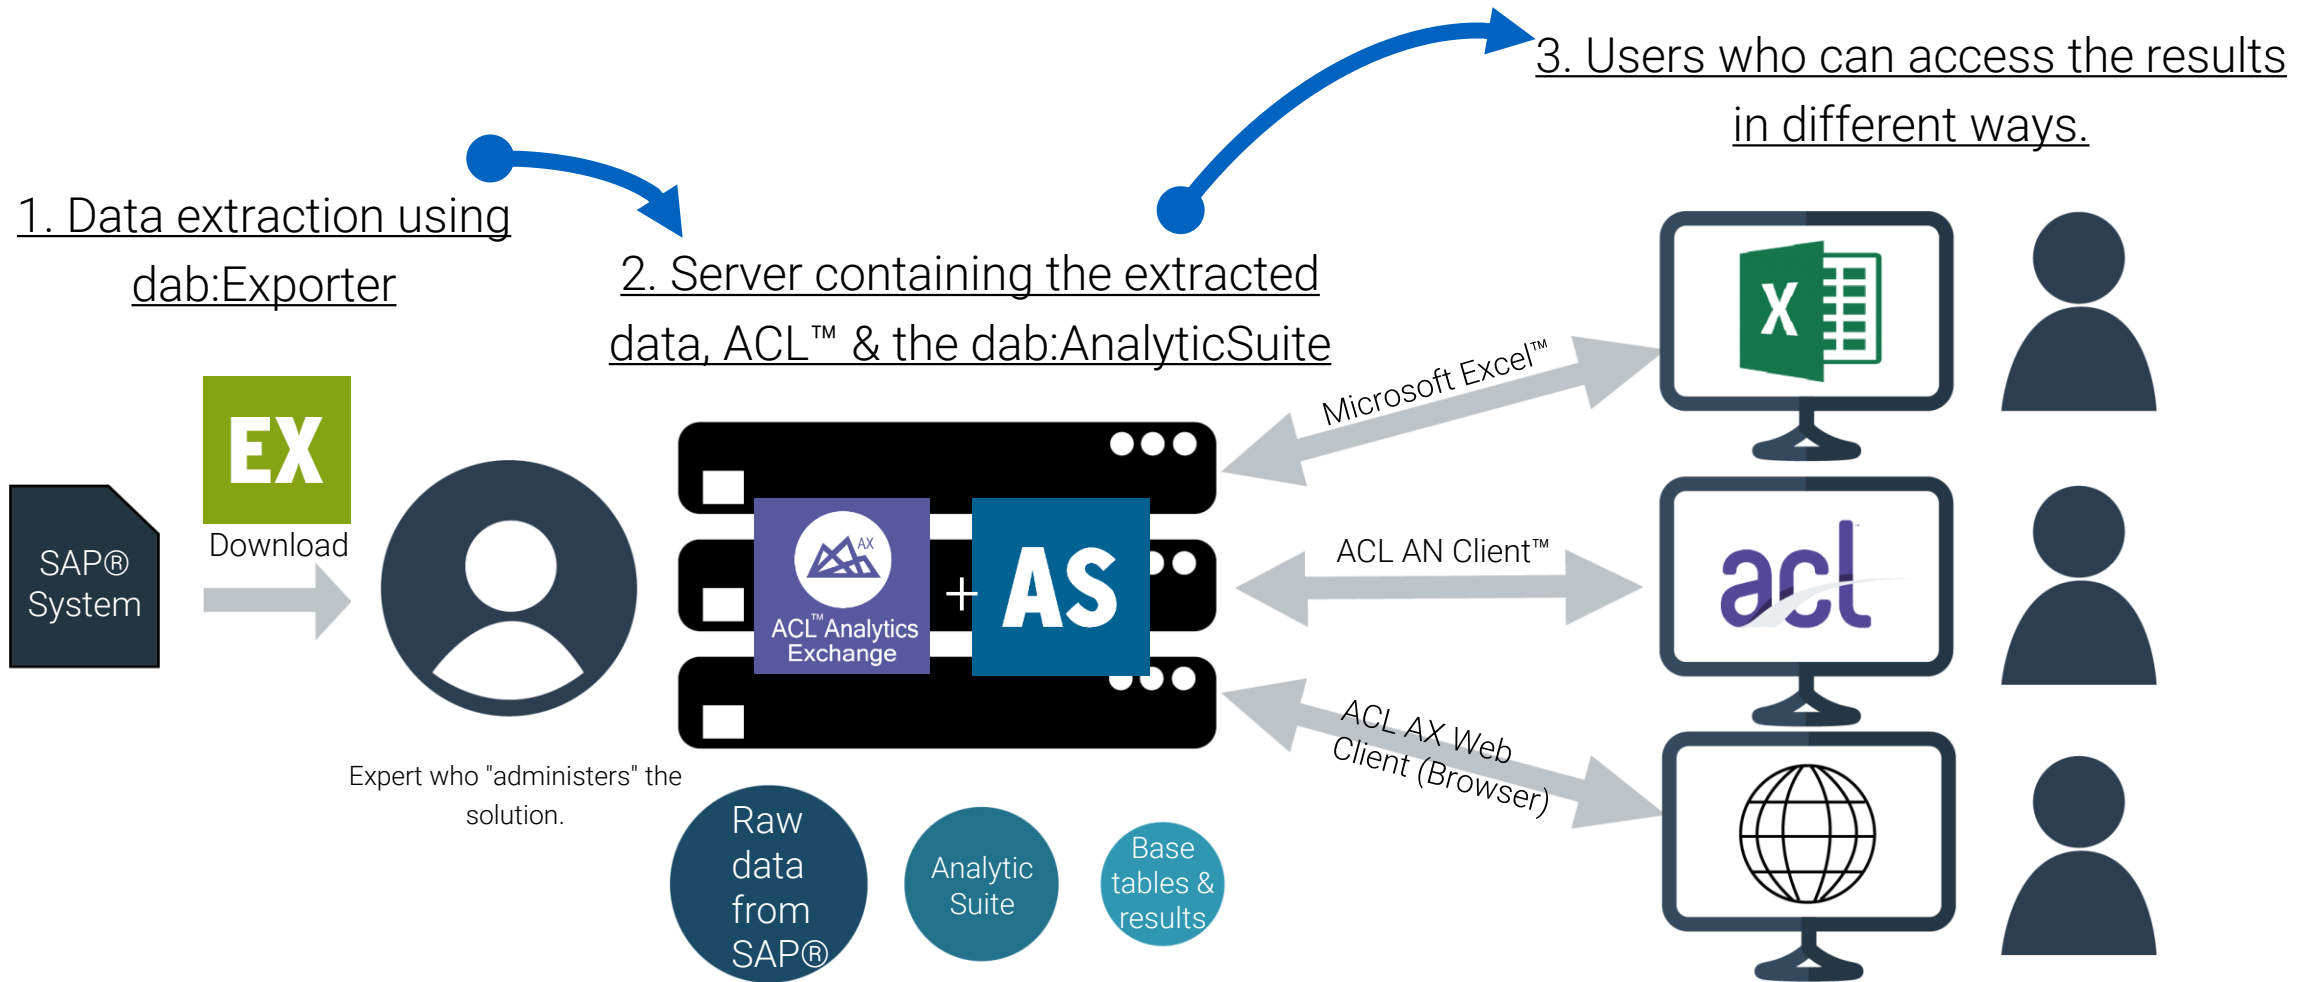 1. Data extraction using
dab:Exporter
2. Server containing the extracted
data, ACL™ & the dab:AnalyticSuite
3. Users who can access the results
in different ways.
EX
Download
SAP®
System
Expert who "administers" the
solution.
AX
ACL™ Analytics
Exchange
+
AS
Raw
data
from
SAP®
Analytic
Suite
Base
tables &
results
Microsoft Excel™
ACL AN Client™
ACL AX Web
Client (Browser)
X
acl